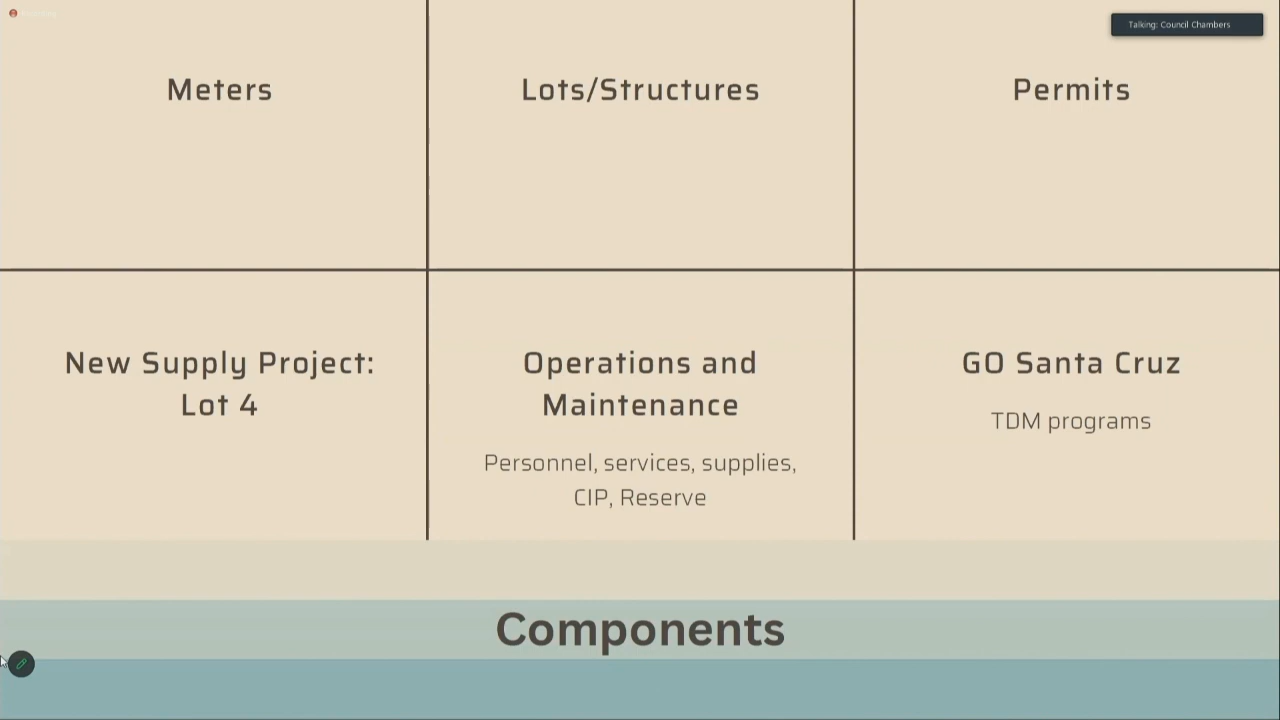 Talking: Council Chambers
Meters
Lots/Structures
Permits
New Supply Project:
Lot 4
Operations and
Maintenance
Personnel, services, supplies,
CIP, Reserve
GO Santa Cruz
TDM programs
Components